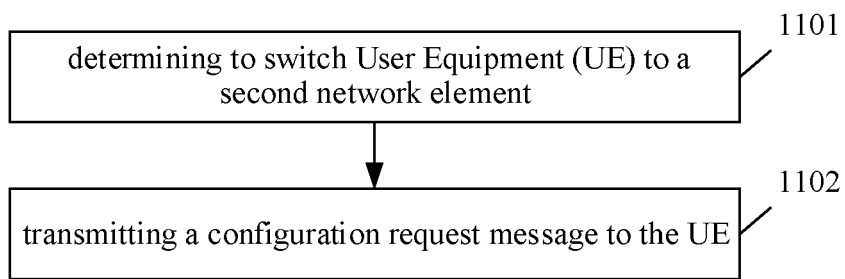 1101
determining to switch User Equipment (UE) to a
second network element
1102
transmitting a configuration request message to the UE